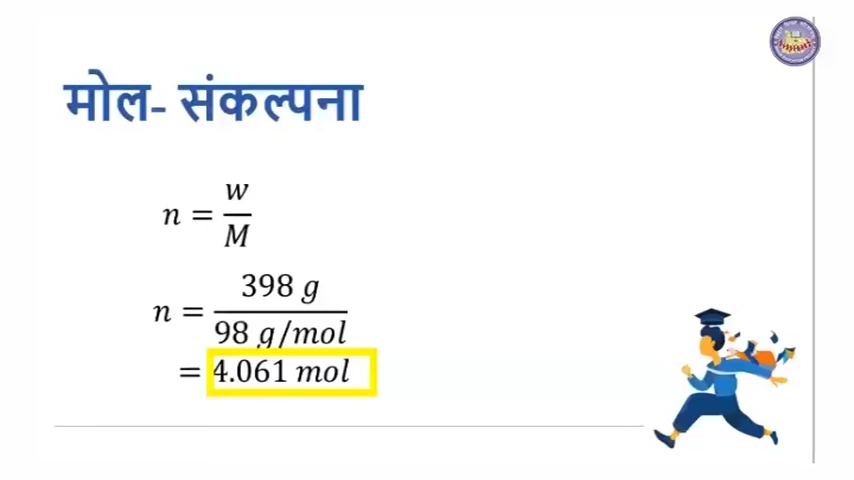 मोल- संकल्पना
n = w/M
n = 398 g / 98 g/mol
= 4.061 mol